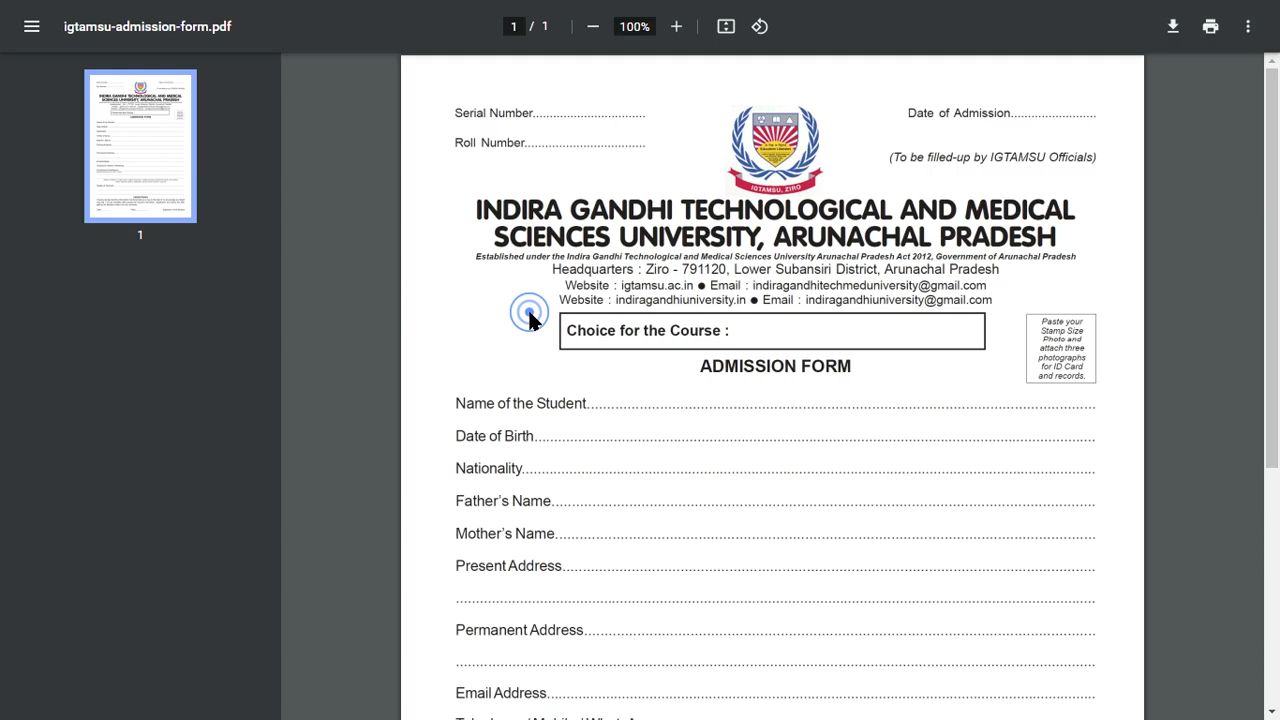 igtamsu-admission-form.pdf
1 / 1
100%
1
Serial Number
Date of Admission
Roll Number
(To be filled-up by IGTAMSU Officials)
IGTAMSU, ZIRO
INDIRA GANDHI TECHNOLOGICAL AND MEDICAL
SCIENCES UNIVERSITY, ARUNACHAL PRADESH
Established under the Indira Gandhi Technological and Medical Sciences University Arunachal Pradesh Act 2012, Government of Arunachal Pradesh
Headquarters : Ziro - 791120, Lower Subansiri District, Arunachal Pradesh
Website : igtamsu.ac.in ● Email : indiragandhitechmeduniversity@gmail.com
Website : indiragandhiuniversity.in ● Email : indiragandhiuniversity@gmail.com
Choice for the Course :
Paste your
Stamp Size
Photo and
attach three
photographs
for ID Card
and records.
ADMISSION FORM
Name of the Student
Date of Birth
Nationality
Father's Name
Mother's Name
Present Address
Permanent Address
Email Address